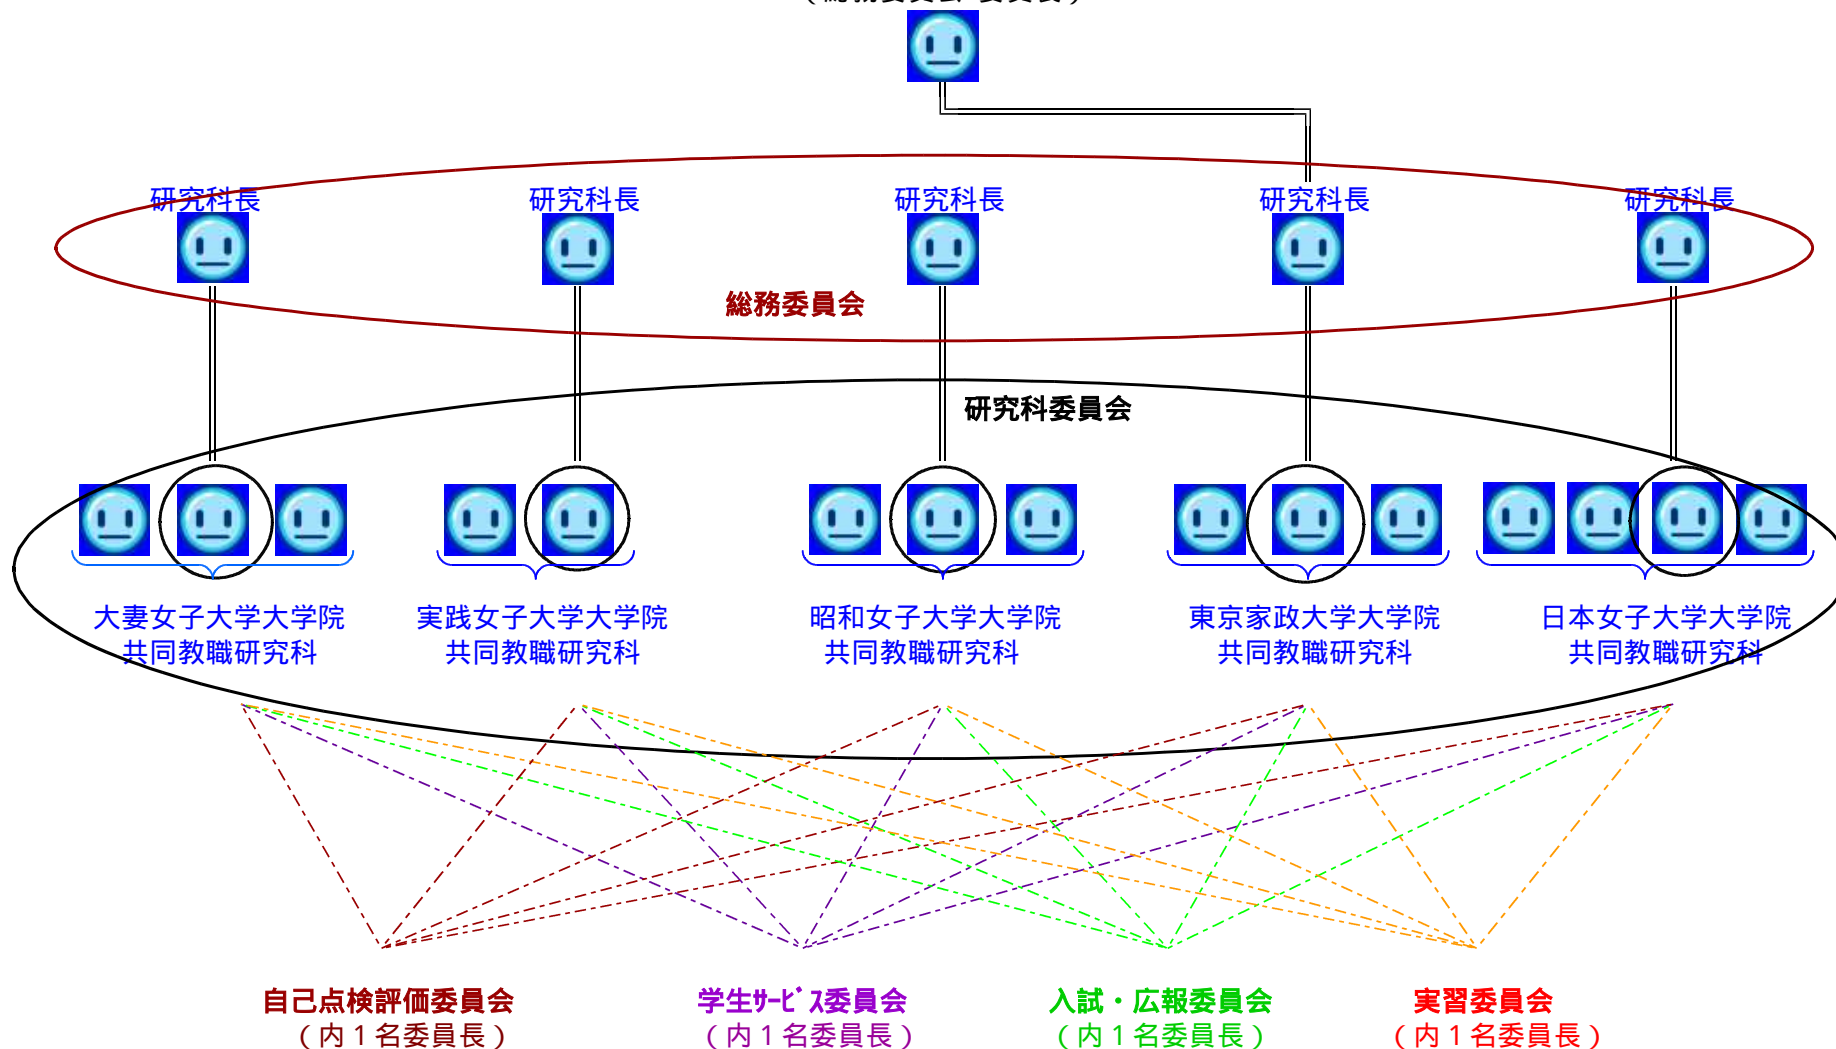 （総務委員会 委員長）
研究科長 研究科長 研究科長 研究科長 研究科長
総務委員会
研究科委員会
大妻女子大学大学院 実践女子大学大学院 昭和女子大学大学院 東京家政大学大学院 日本女子大学大学院
共同教職研究科 共同教職研究科 共同教職研究科 共同教職研究科 共同教職研究科
自己点検評価委員会 学生ｻｰﾋﾞｽ委員会 入試・広報委員会 実習委員会
（内１名委員長） （内１名委員長） （内１名委員長） （内１名委員長）